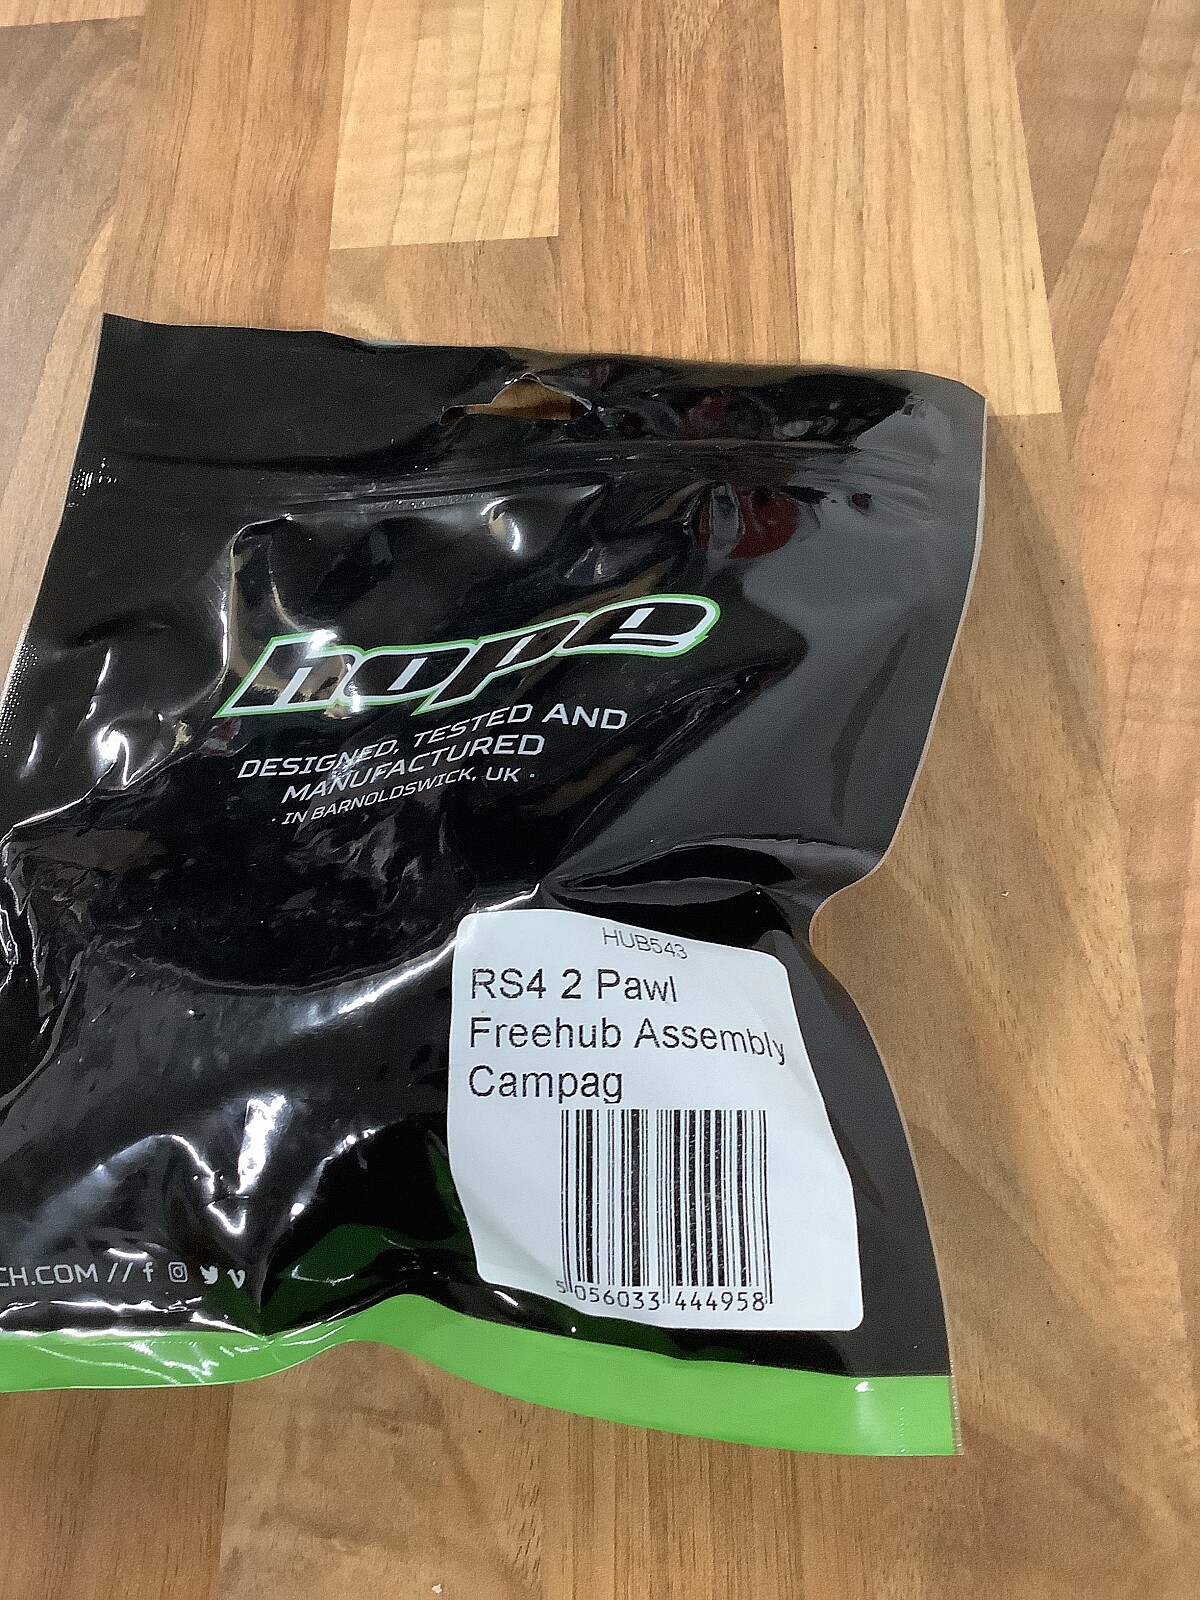 hope
DESIGNED, TESTED AND
MANUFACTURED
· IN BARNOLDSWICK, UK ·
HUB543
RS4 2 Pawl
Freehub Assembly
Campag
5 056033 444958
CH.COM // f